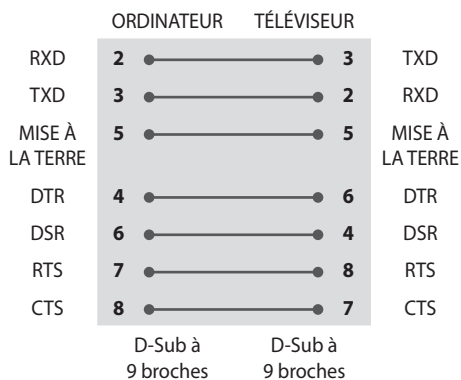 ORDINATEUR TÉLÉVISEUR
RXD 2 3 TXD
TXD 3 2 RXD
MISE À 5 5 MISE À
LA TERRE LA TERRE
DTR 4 6 DTR
DSR 6 4 DSR
RTS 7 8 RTS
CTS 8 7 CTS
D-Sub à D-Sub à
9 broches 9 broches